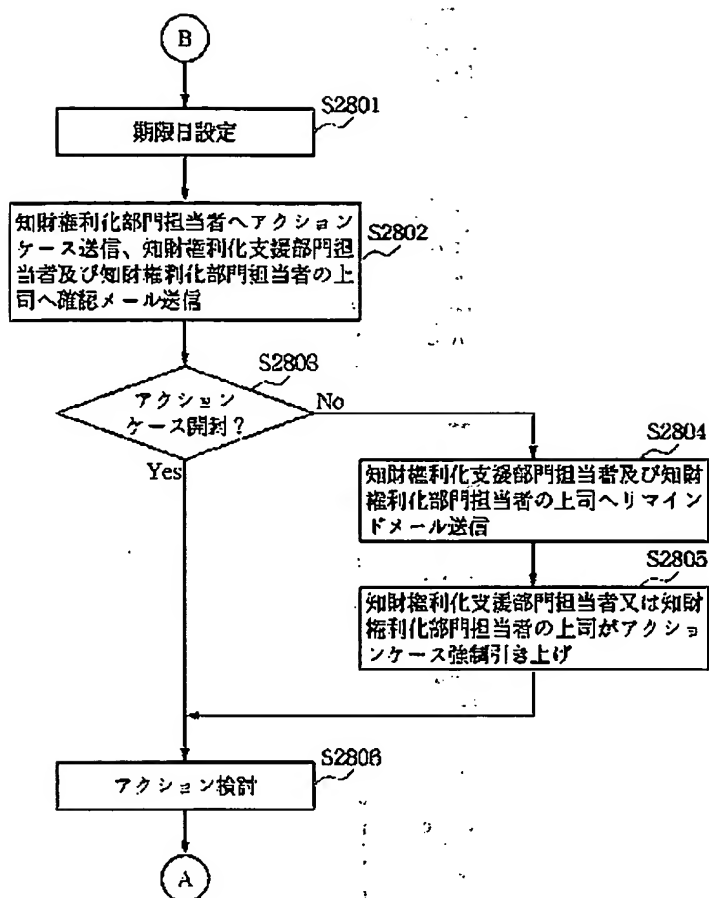 B
S2801
期限日設定
S2802
知財権利化部門担当者へアクション
ケース送信、知財権利化支援部門担
当者及び知財権利化部門担当者の上
司へ確認メール送信
S2803
アクション
ケース開封？
No
Yes
S2804
知財権利化支援部門担当者及び知財
権利化部門担当者の上司へリマイン
ドメール送信
S2805
知財権利化支援部門担当者又は知財
権利化部門担当者の上司がアクショ
ンケース強制引き上げ
S2806
アクション検討
A